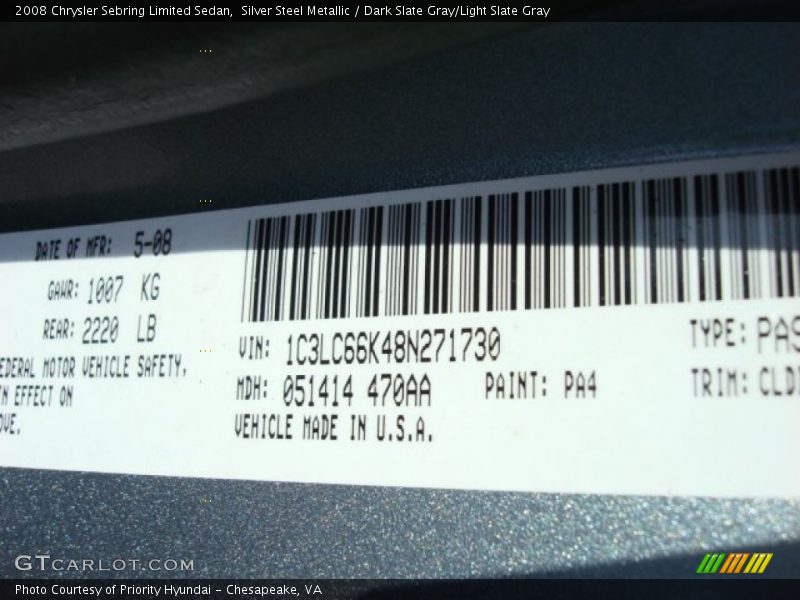 2008 Chrysler Sebring Limited Sedan,  Silver Steel Metallic / Dark Slate Gray/Light Slate Gray
DATE OF MFR: 5-08
GAWR: 1007 KG
REAR: 2220 LB
EDERAL MOTOR VEHICLE SAFETY,
IN EFFECT ON
OVE.
VIN: 1C3LC66K48N271730
MDH: 051414 470AA
PAINT: PA4
VEHICLE MADE IN U.S.A.
TYPE: PAS
TRIM: CLD
GTCARLOT.COM
Photo Courtesy of Priority Hyundai - Chesapeake, VA